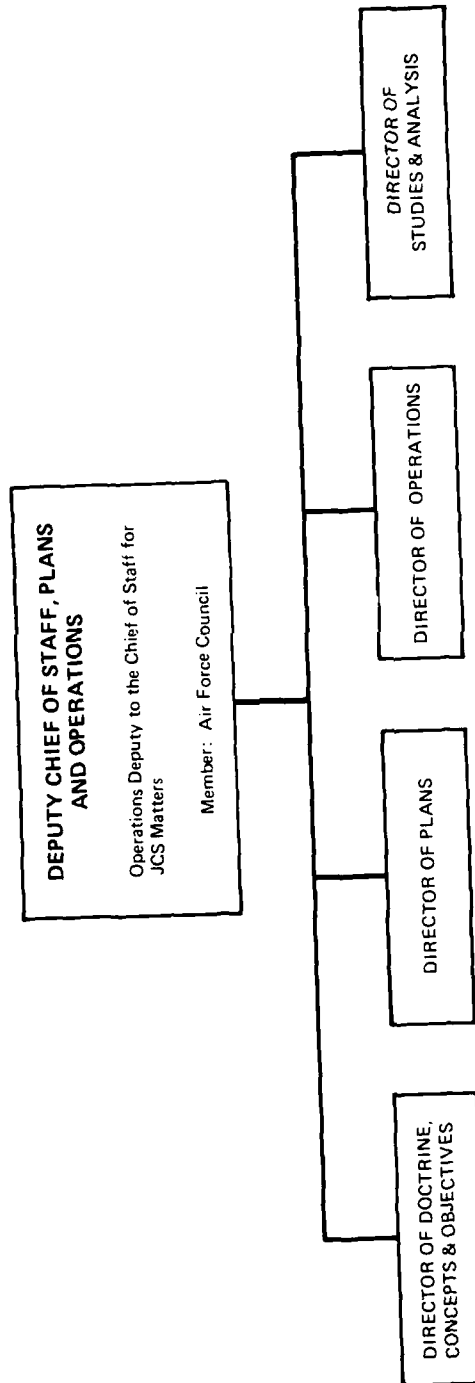 DEPUTY CHIEF OF STAFF, PLANS
AND OPERATIONS
Operations Deputy to the Chief of Staff for
JCS Matters
Member: Air Force Council
DIRECTOR OF DOCTRINE,
CONCEPTS & OBJECTIVES
DIRECTOR OF PLANS
DIRECTOR OF OPERATIONS
DIRECTOR OF
STUDIES & ANALYSIS